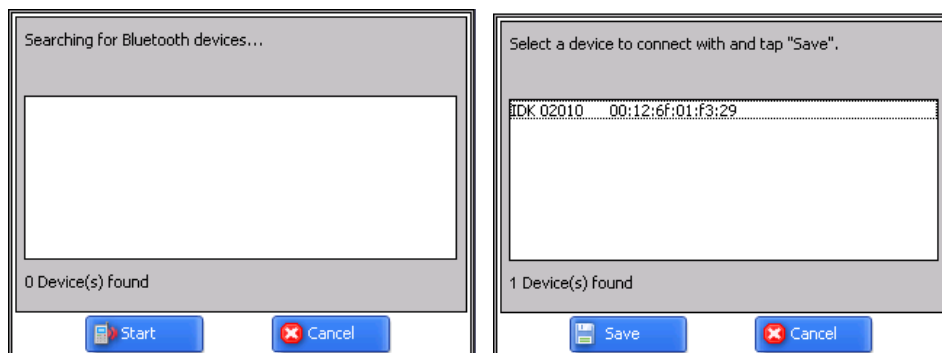 Searching for Bluetooth devices...
0 Device(s) found
Start
Cancel
Select a device to connect with and tap "Save".
IDK 02010 00:12:6f:01:f3:29
1 Device(s) found
Save
Cancel